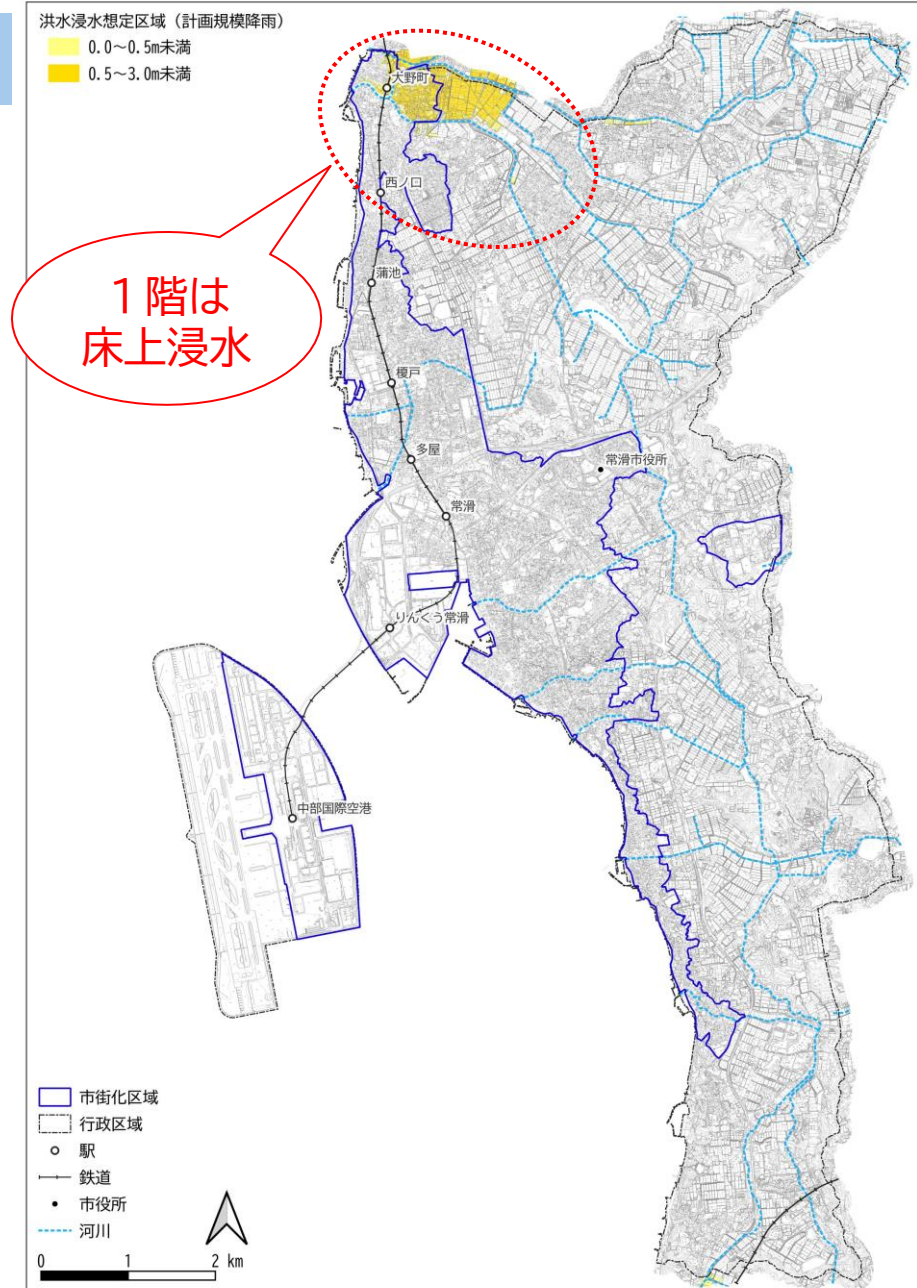 洪水浸水想定区域（計画規模降雨）
0.0～0.5m未満
0.5～3.0m未満
大野町
西ノ口
１階は
床上浸水
蒲池
榎戸
多屋
常滑市役所
常滑
りんくう常滑
中部国際空港
市街化区域
行政区域
駅
鉄道
市役所
河川
0 1 2 km